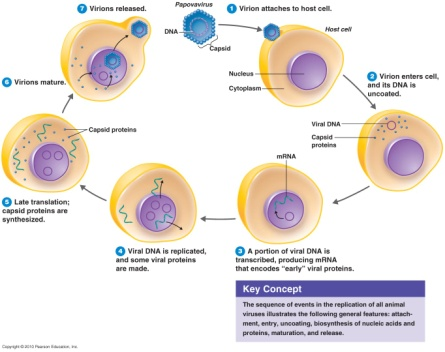 Papovavirus
DNA
Capsid
1 Virion attaches to host cell.
Host cell
Nucleus
Cytoplasm
2 Virion enters cell,
and its DNA is
uncoated.
Viral DNA
Capsid
proteins
mRNA
3 A portion of viral DNA is
transcribed, producing mRNA
that encodes “early” viral proteins.
4 Viral DNA is replicated,
and some viral proteins
are made.
Capsid proteins
5 Late translation;
capsid proteins are
synthesized.
6 Virions mature.
7 Virions released.
Key Concept
The sequence of events in the replication of all animal
viruses illustrates the following general features: attach-
ment, entry, uncoating, biosynthesis of nucleic acids and
proteins, maturation, and release.
Copyright © 2010 Pearson Education, Inc.